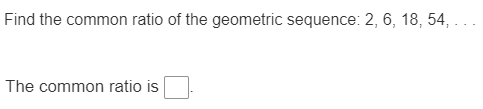 Find the common ratio of the geometric sequence: 2, 6, 18, 54, . . .
The common ratio is .